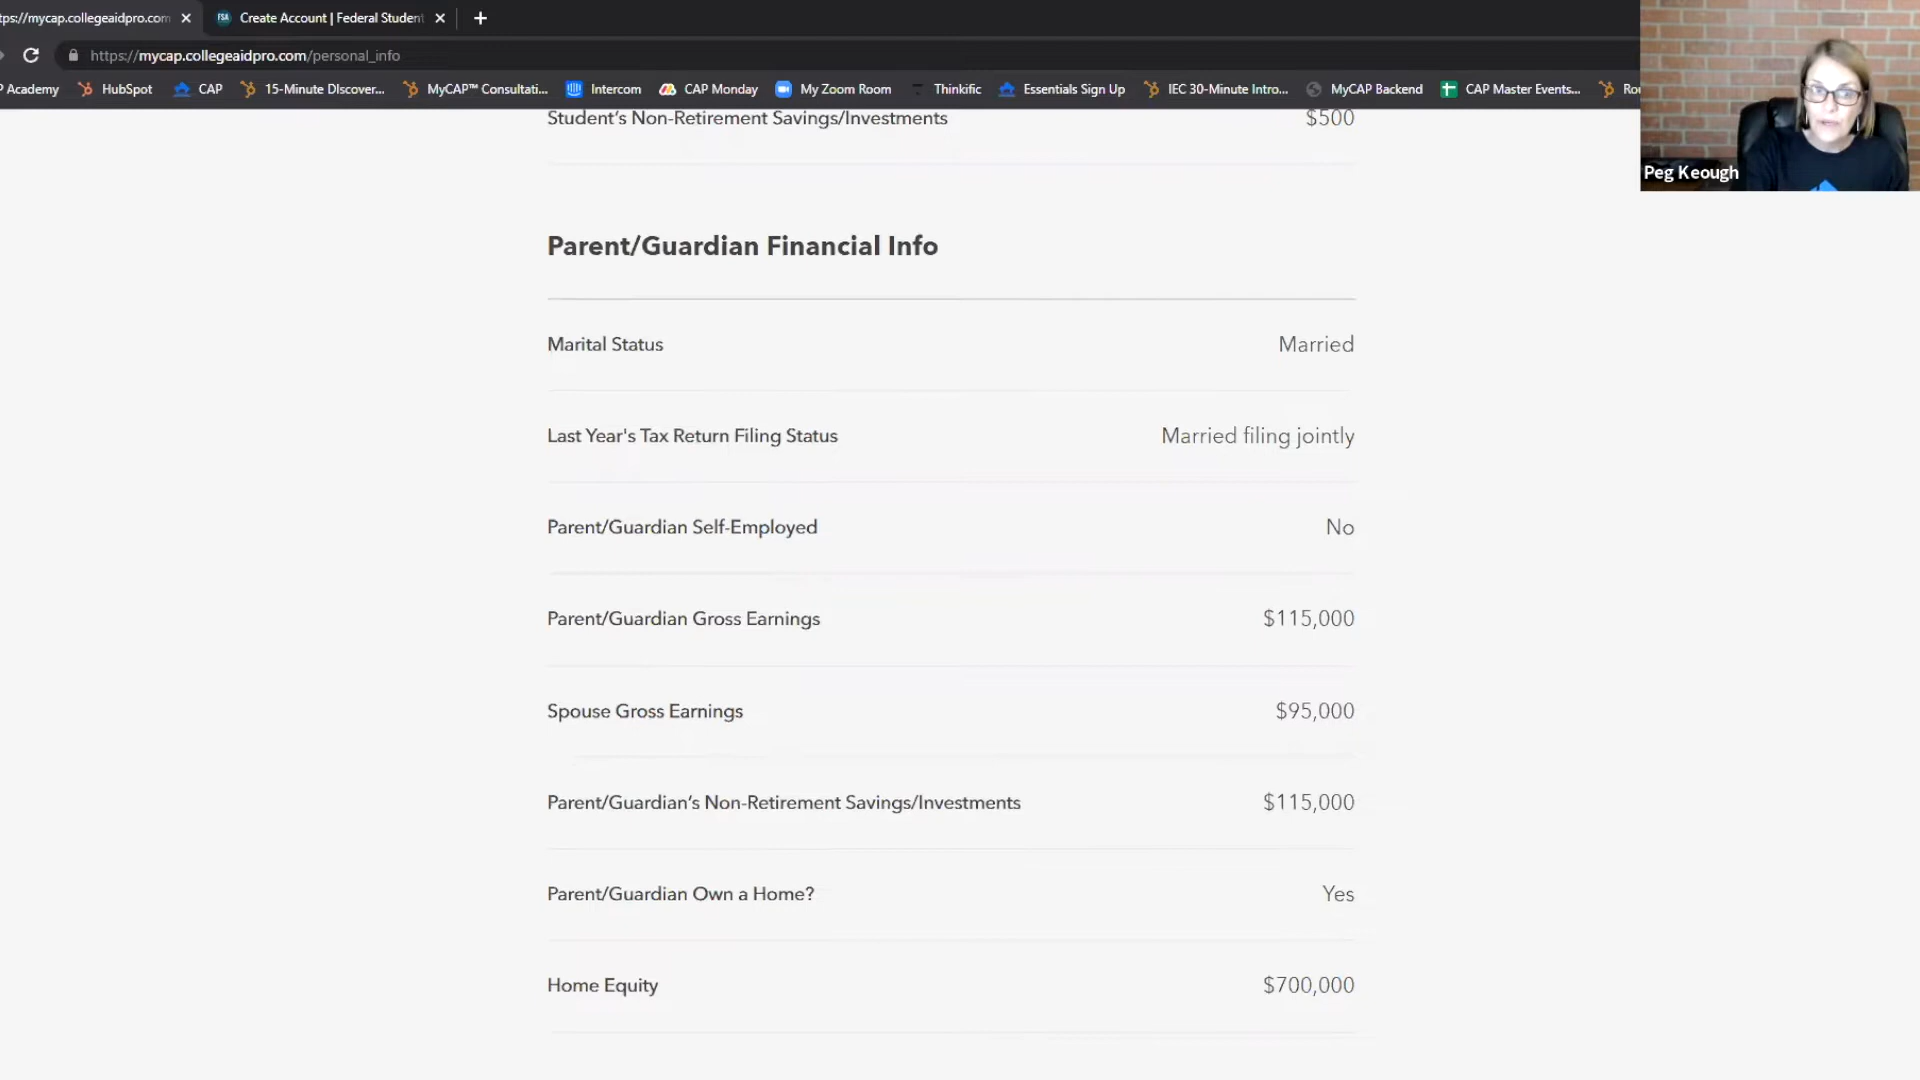 tps://mycap.collegeaidpro.com
FSA Create Account | Federal Student
https://mycap.collegeaidpro.com/personal_info
P Academy HubSpot CAP 15-Minute DIscover... MyCAP™ Consultati... Intercom CAP Monday My Zoom Room Thinkific Essentials Sign Up IEC 30-Minute Intro... MyCAP Backend CAP Master Events... Rou
Student’s Non-Retirement Savings/Investments $500
Peg Keough
Parent/Guardian Financial Info
Marital Status Married
Last Year's Tax Return Filing Status Married filing jointly
Parent/Guardian Self-Employed No
Parent/Guardian Gross Earnings $115,000
Spouse Gross Earnings $95,000
Parent/Guardian’s Non-Retirement Savings/Investments $115,000
Parent/Guardian Own a Home? Yes
Home Equity $700,000